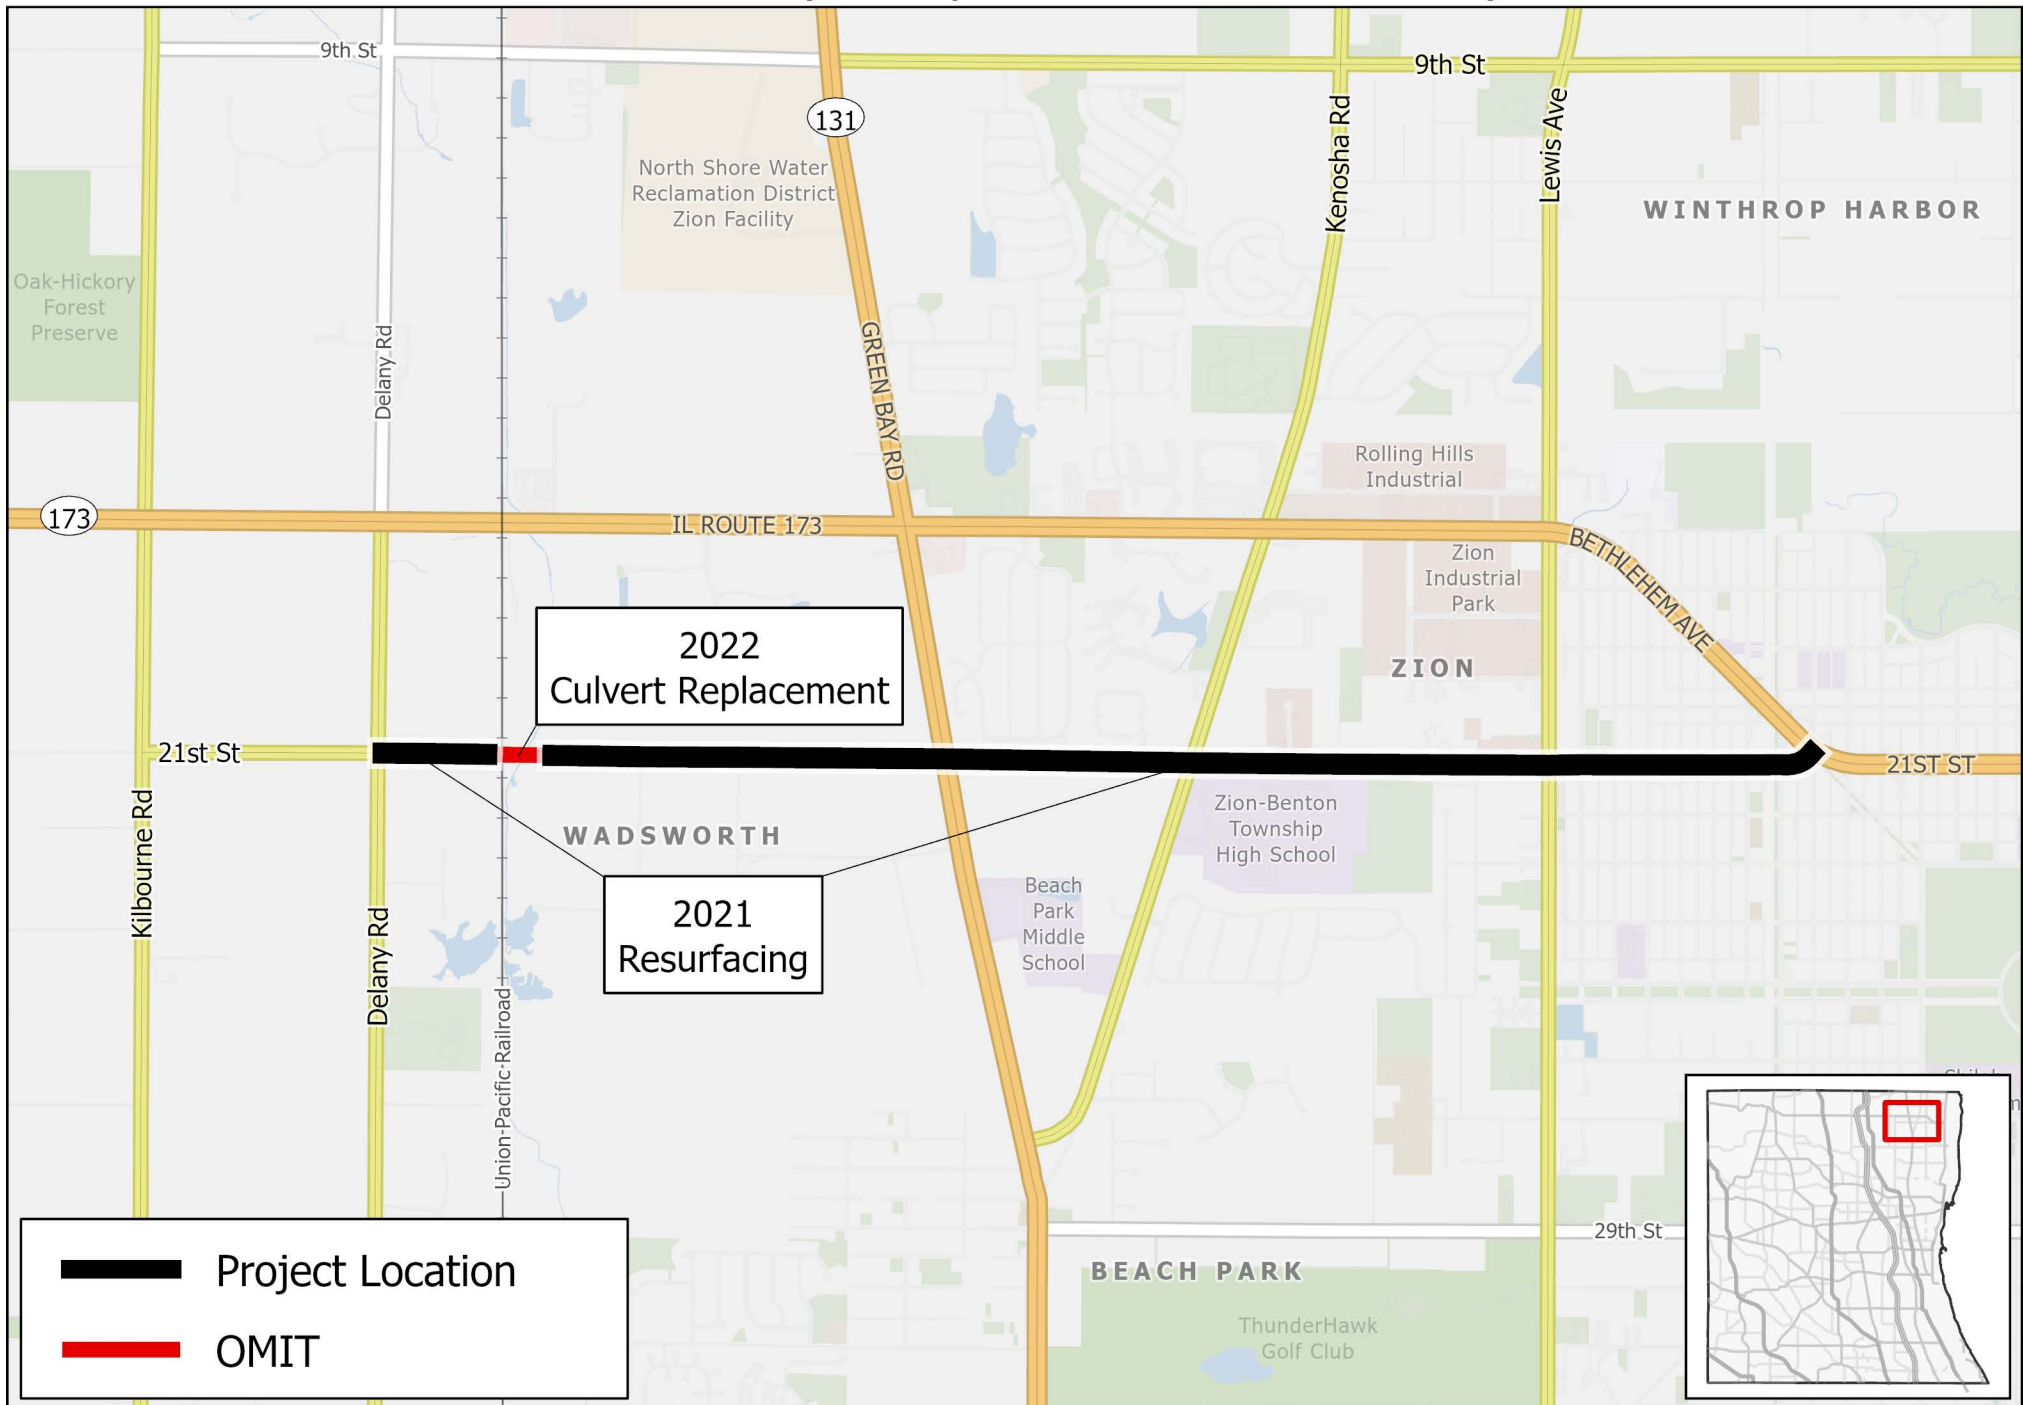 9th St
9th St
131
Kenosha Rd
Lewis Ave
North Shore Water
Reclamation District
Zion Facility
WINTHROP HARBOR
Oak-Hickory
Forest
Preserve
Delany Rd
GREEN BAY RD
Rolling Hills
Industrial
173
IL ROUTE 173
BETHLEHEM AVE
Zion
Industrial
Park
2022
Culvert Replacement
ZION
21st St
21ST ST
Kilbourne Rd
WADSWORTH
Zion-Benton
Township
High School
2021
Resurfacing
Beach
Park
Middle
School
Delany Rd
Union-Pacific-Railroad
29th St
BEACH PARK
ThunderHawk
Golf Club
Project Location
OMIT